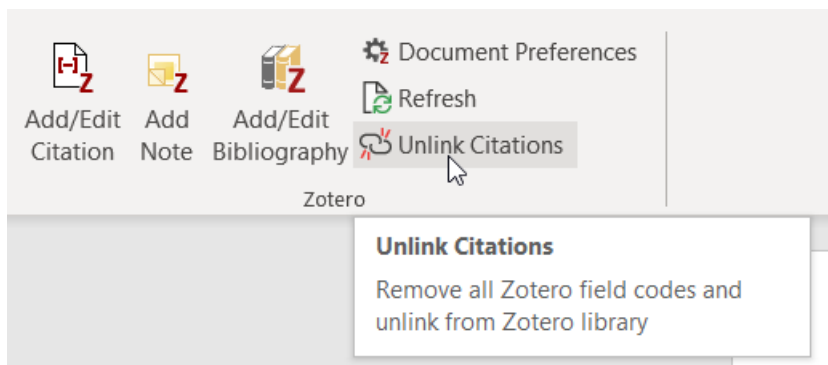 Add/Edit Citation
Add Note
Add/Edit Bibliography
Document Preferences
Refresh
Unlink Citations
Zotero
Unlink Citations
Remove all Zotero field codes and
unlink from Zotero library